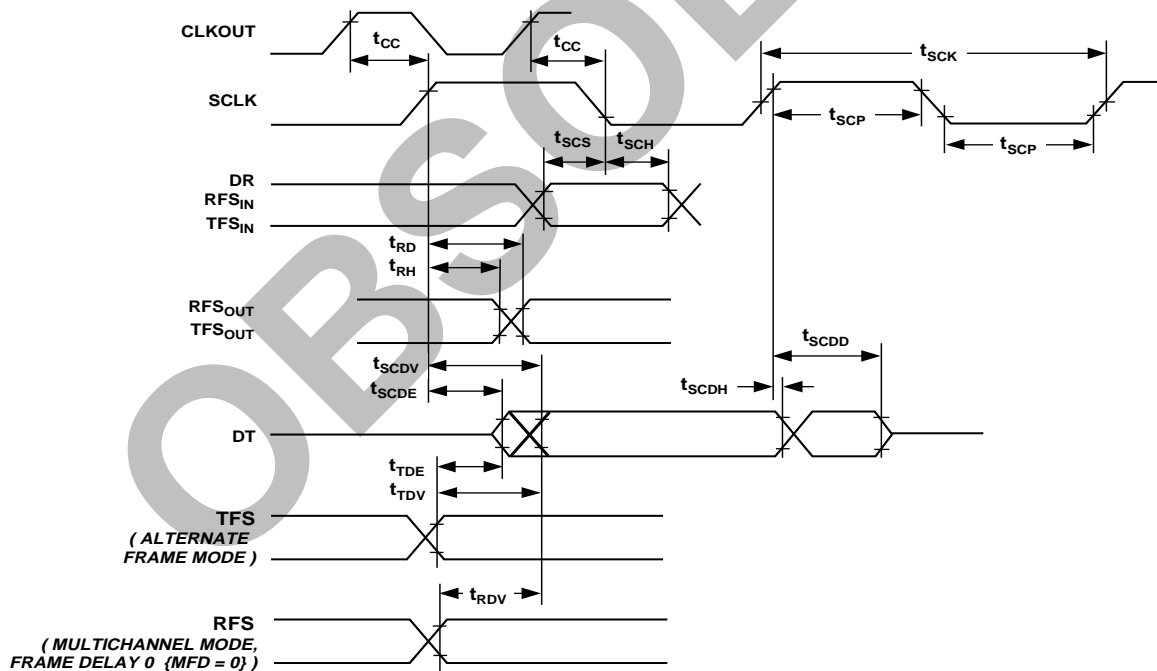 CLKOUT
tCC
tCC
tSCK
SCLK
tSCP
tSCP
tSCS
tSCH
DR
RFSIN
TFSIN
tRD
tRH
RFSOUT
TFSOUT
tSCDV
tSCDE
tSCDD
tSCDH
DT
tTDE
tTDV
TFS
( ALTERNATE
FRAME MODE )
tRDV
RFS
( MULTICHANNEL MODE,
FRAME DELAY 0 {MFD = 0} )
OBSOL